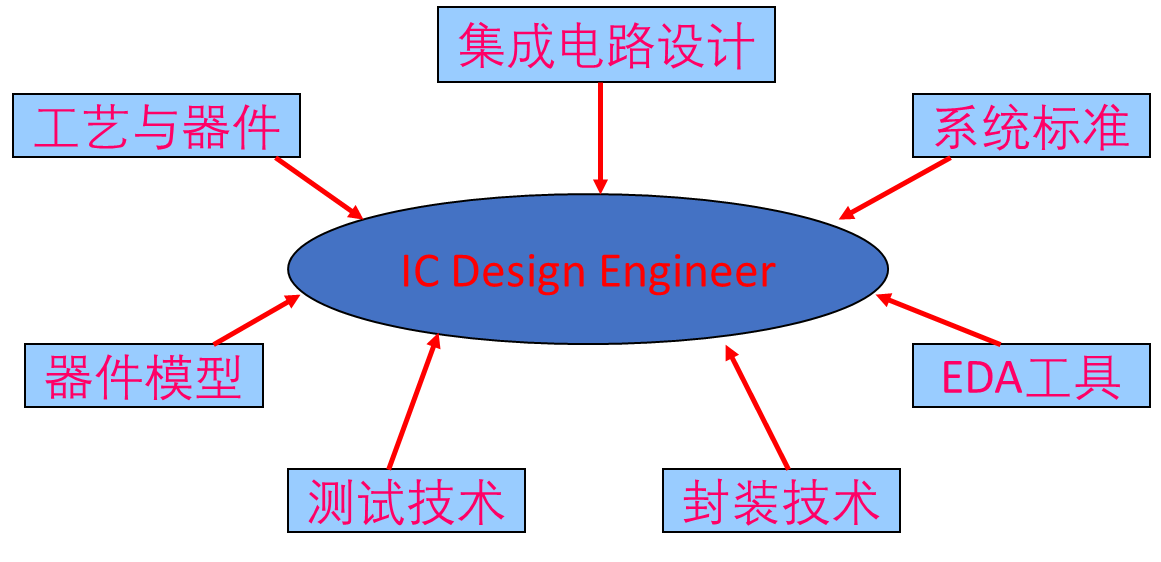 集成电路设计
工艺与器件
系统标准
IC Design Engineer
器件模型
EDA工具
测试技术
封装技术